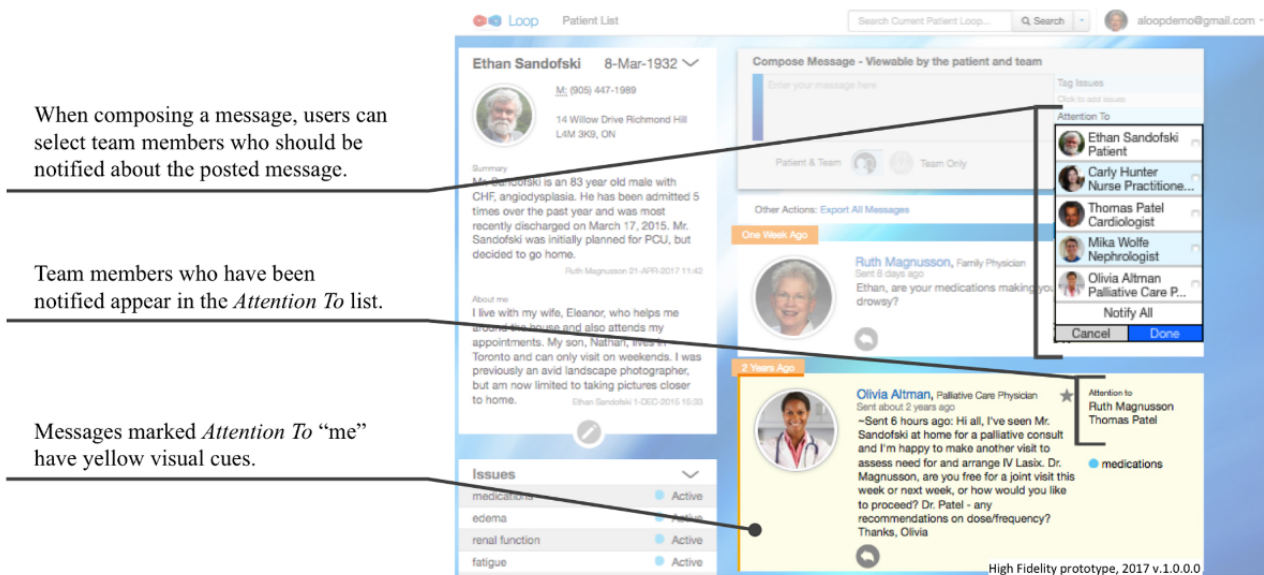 Loop Patient List Search Current Patient Loop... Search aloopdemo@gmail.com
When composing a message, users can
select team members who should be
notified about the posted message.
Team members who have been
notified appear in the Attention To list.
Messages marked Attention To “me”
have yellow visual cues.
Ethan Sandofski 8-Mar-1932
M: (905) 447-1989
14 Willow Drive Richmond Hill
L4M 3K9, ON
Summary
Mr. Sandofski is an 83 year old male with
CHF, angiodysplasia. He has been admitted 5
times over the past year and was most
recently discharged on March 17, 2015. Mr.
Sandofski was initially planned for PCU, but
decided to go home.
Ruth Magnusson 21-APR-2017 11:42
About me
I live with my wife, Eleanor, who helps me
around the house and also attends my
appointments. My son, Nathan, lives in
Toronto and can only visit on weekends. I was
previously an avid landscape photographer,
but am now limited to taking pictures closer
to home.
Ethan Sandofski 1-DEC-2015 15:33
Issues
medications Active
edema Active
renal function Active
fatigue Active
Compose Message - Viewable by the patient and team
Enter your message here
Patient & Team Team Only
Tag Issues
Click to add issues
Attention To
Ethan Sandofski
Patient
Carly Hunter
Nurse Practitione...
Thomas Patel
Cardiologist
Mika Wolfe
Nephrologist
Olivia Altman
Palliative Care P...
Notify All
Cancel Done
Other Actions: Export All Messages
One Week Ago
Ruth Magnusson, Family Physician
Sent 8 days ago
Ethan, are your medications making you
drowsy?
2 Years Ago
Olivia Altman, Palliative Care Physician
Sent about 2 years ago
~Sent 6 hours ago: Hi all, I've seen Mr.
Sandofski at home for a palliative consult
and I'm happy to make another visit to
assess need for and arrange IV Lasix. Dr.
Magnusson, are you free for a joint visit this
week or next week, or how would you like
to proceed? Dr. Patel - any
recommendations on dose/frequency?
Thanks, Olivia
Attention to
Ruth Magnusson
Thomas Patel
medications
High Fidelity prototype, 2017 v.1.0.0.0